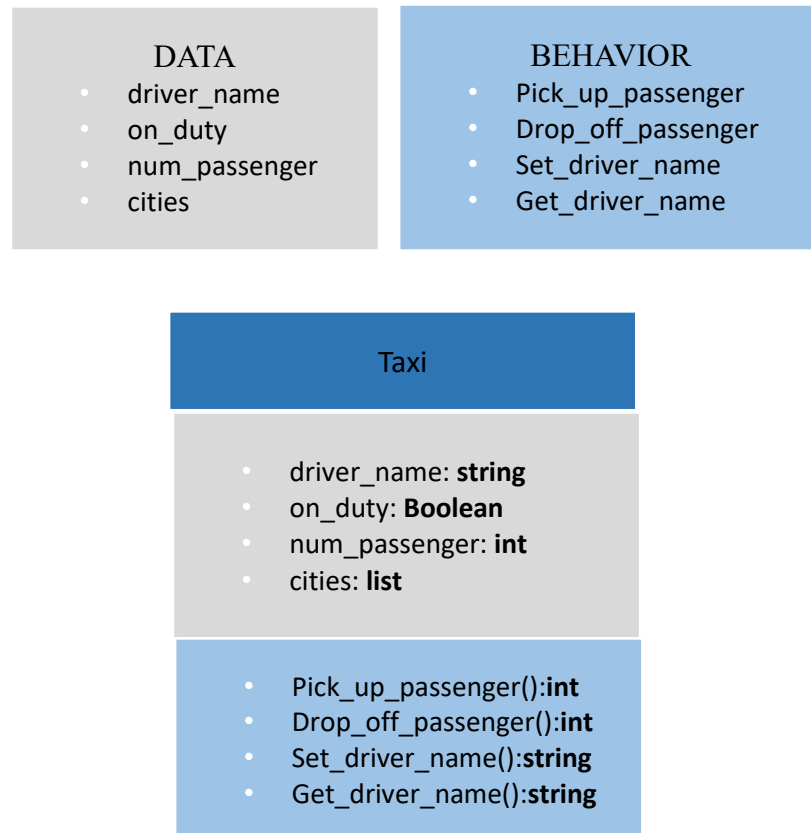 DATA
• driver_name
• on_duty
• num_passenger
• cities
BEHAVIOR
• Pick_up_passenger
• Drop_off_passenger
• Set_driver_name
• Get_driver_name
Taxi
• driver_name: string
• on_duty: Boolean
• num_passenger: int
• cities: list
• Pick_up_passenger():int
• Drop_off_passenger():int
• Set_driver_name():string
• Get_driver_name():string